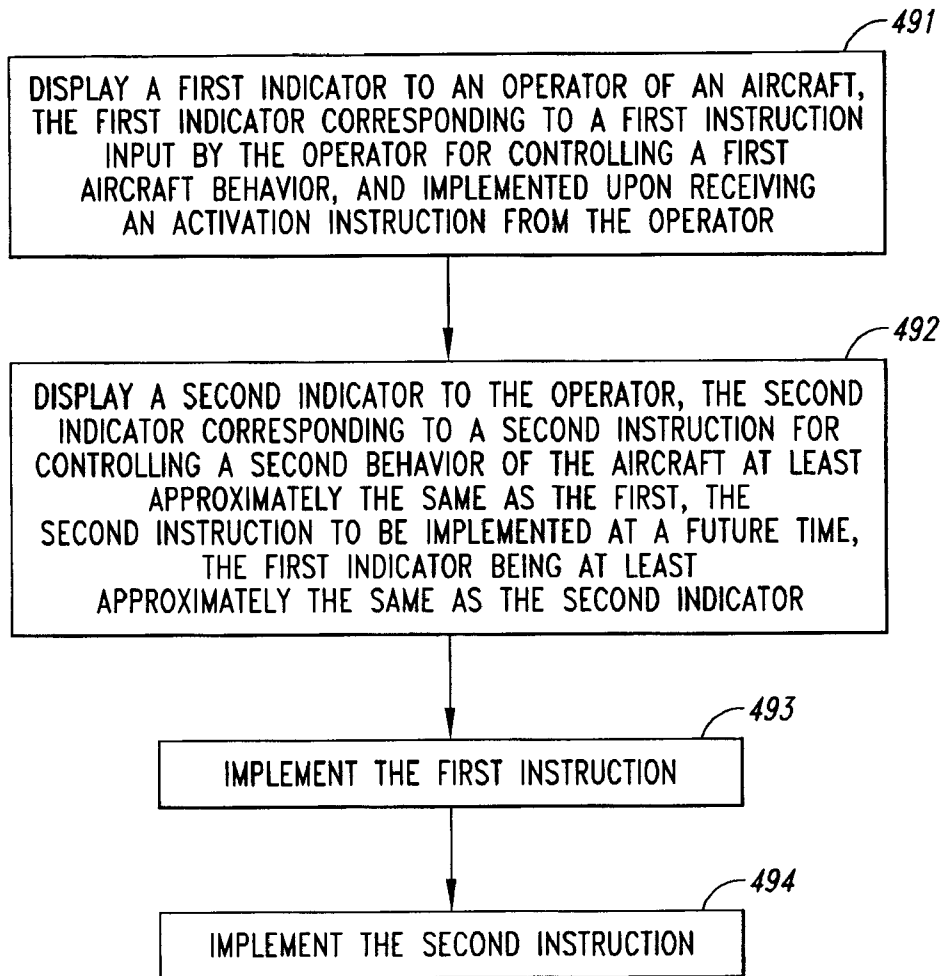 491
DISPLAY A FIRST INDICATOR TO AN OPERATOR OF AN AIRCRAFT,
THE FIRST INDICATOR CORRESPONDING TO A FIRST INSTRUCTION
INPUT BY THE OPERATOR FOR CONTROLLING A FIRST
AIRCRAFT BEHAVIOR, AND IMPLEMENTED UPON RECEIVING
AN ACTIVATION INSTRUCTION FROM THE OPERATOR
492
DISPLAY A SECOND INDICATOR TO THE OPERATOR, THE SECOND
INDICATOR CORRESPONDING TO A SECOND INSTRUCTION FOR
CONTROLLING A SECOND BEHAVIOR OF THE AIRCRAFT AT LEAST
APPROXIMATELY THE SAME AS THE FIRST, THE
SECOND INSTRUCTION TO BE IMPLEMENTED AT A FUTURE TIME,
THE FIRST INDICATOR BEING AT LEAST
APPROXIMATELY THE SAME AS THE SECOND INDICATOR
493
IMPLEMENT THE FIRST INSTRUCTION
494
IMPLEMENT THE SECOND INSTRUCTION